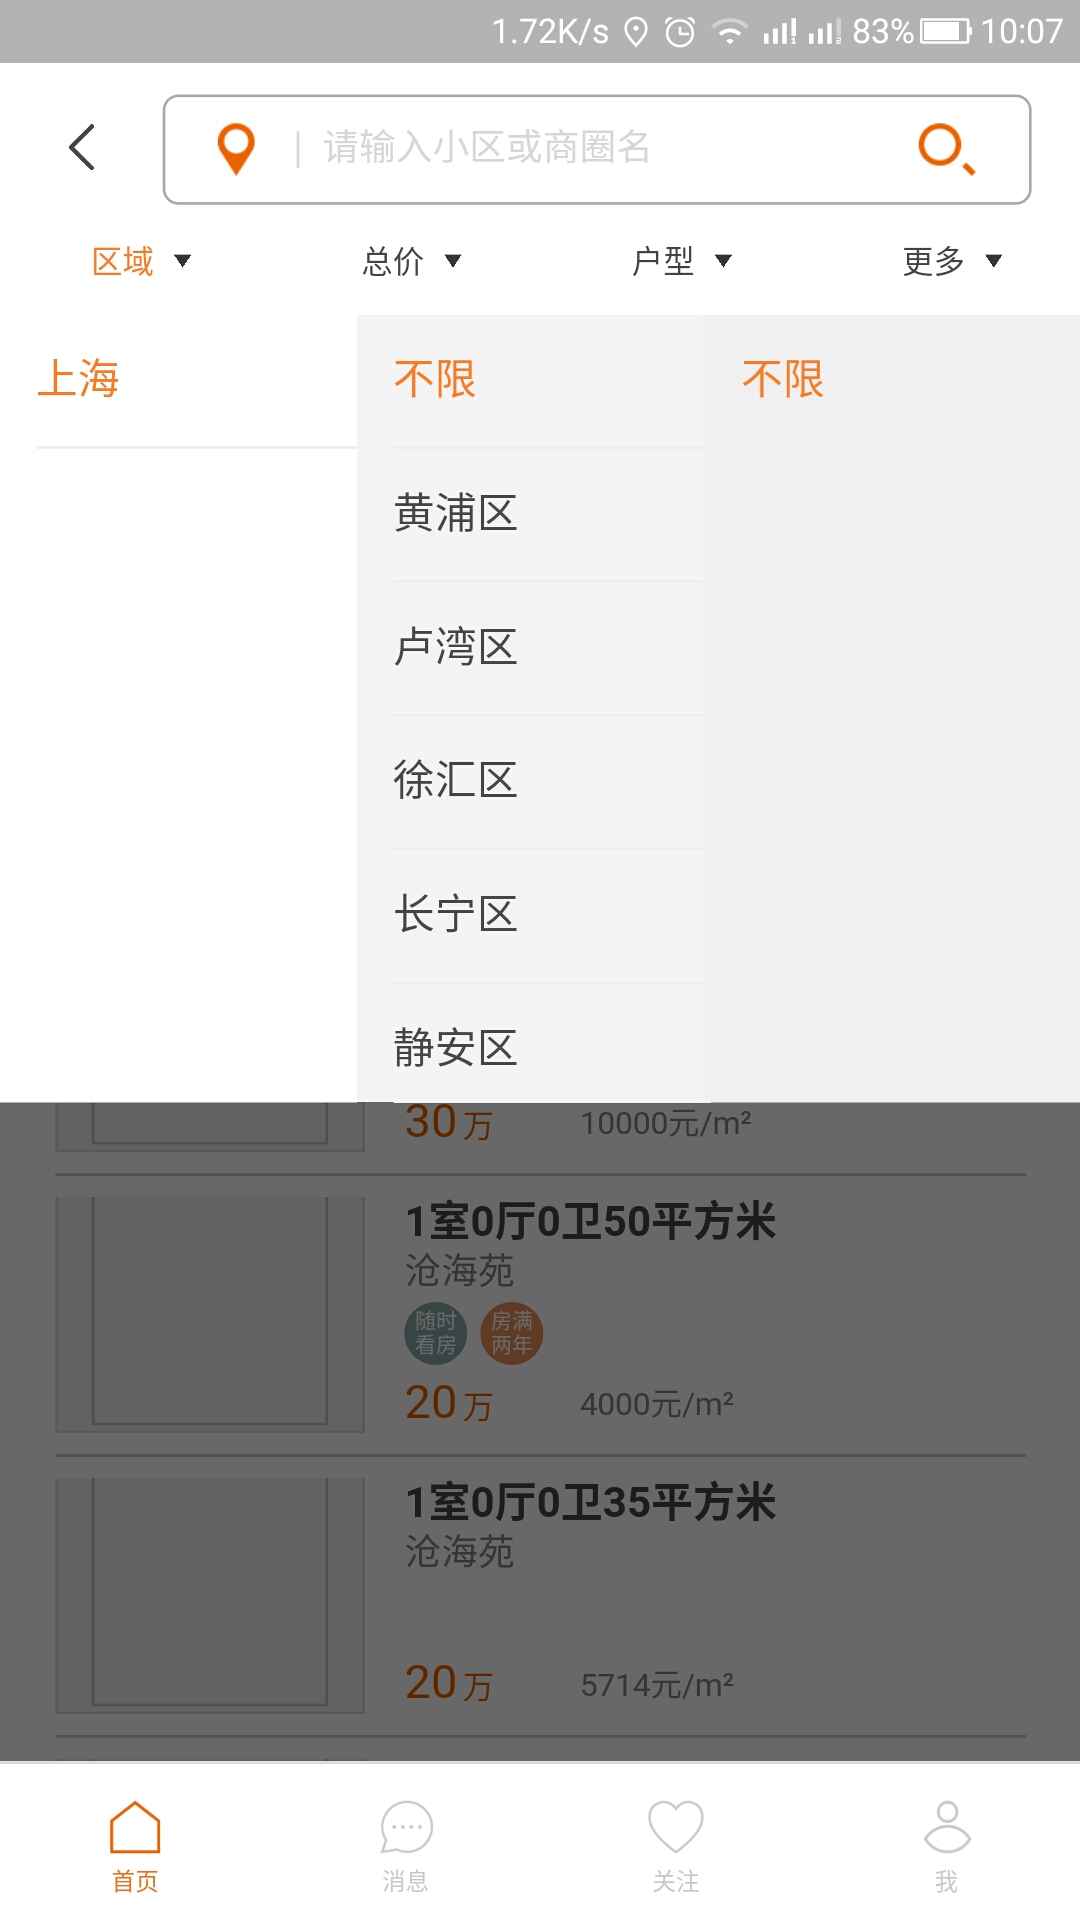 1.72K/s 83% 10:07
请输入小区或商圈名
区域 总价 户型 更多
上海 不限 不限
黄浦区
卢湾区
徐汇区
长宁区
静安区
30万 10000元/m²
1室0厅0卫50平方米
沧海苑
随时看房 房满两年
20万 4000元/m²
1室0厅0卫35平方米
沧海苑
20万 5714元/m²
首页 消息 关注 我